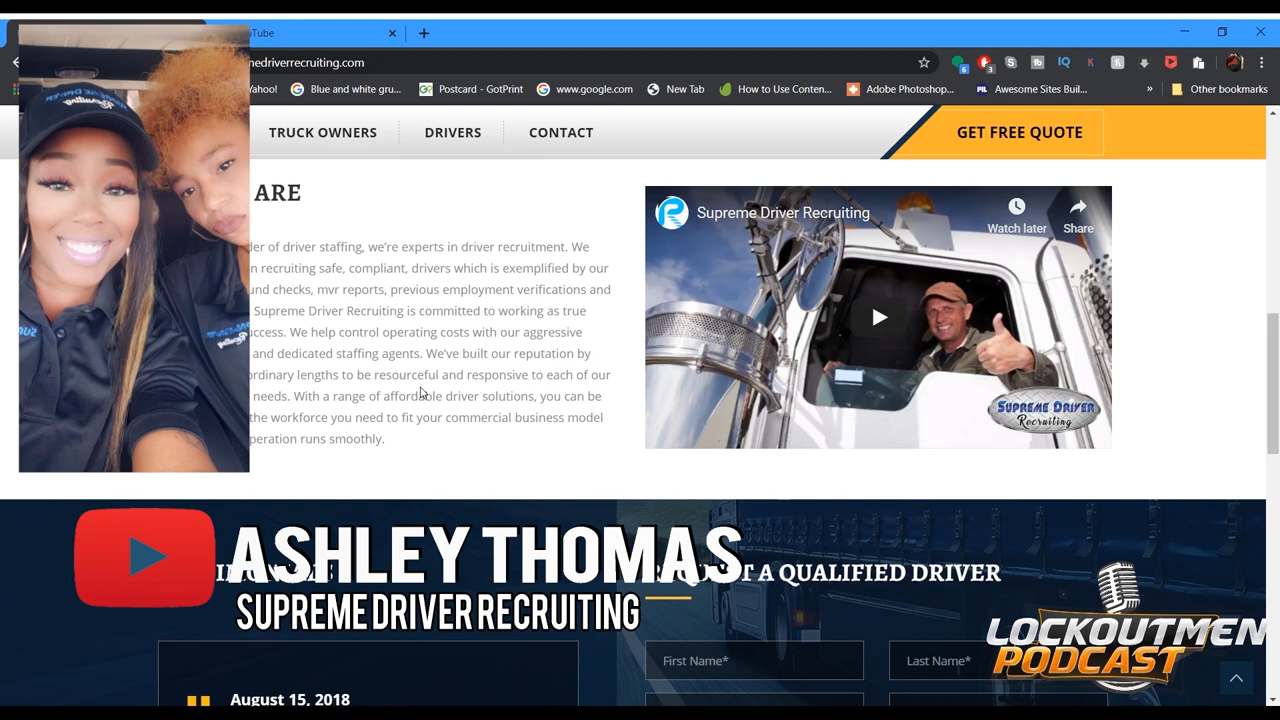 uTube
nedriverrecruiting.com
6
3
IQ
K
Yahoo!
Blue and white gru...
Postcard - GotPrint
www.google.com
New Tab
How to Use Conten...
Adobe Photoshop...
Awesome Sites Buil...
»
Other bookmarks
TRUCK OWNERS
DRIVERS
CONTACT
GET FREE QUOTE
ARE
der of driver staffing, we're experts in driver recruitment. We
n recruiting safe, compliant, drivers which is exemplified by our
und checks, mvr reports, previous employment verifications and
Supreme Driver Recruiting is committed to working as true
uccess. We help control operating costs with our aggressive
and dedicated staffing agents. We've built our reputation by
ordinary lengths to be resourceful and responsive to each of our
needs. With a range of affordable driver solutions, you can be
the workforce you need to fit your commercial business model
peration runs smoothly.
Supreme Driver Recruiting
Watch later
Share
SUPREME DRIVER
Recruiting
ASHLEY THOMAS
SUPREME DRIVER RECRUITING
T A QUALIFIED DRIVER
First Name*
Last Name*
August 15, 2018
LOCKOUTMEN
PODCAST